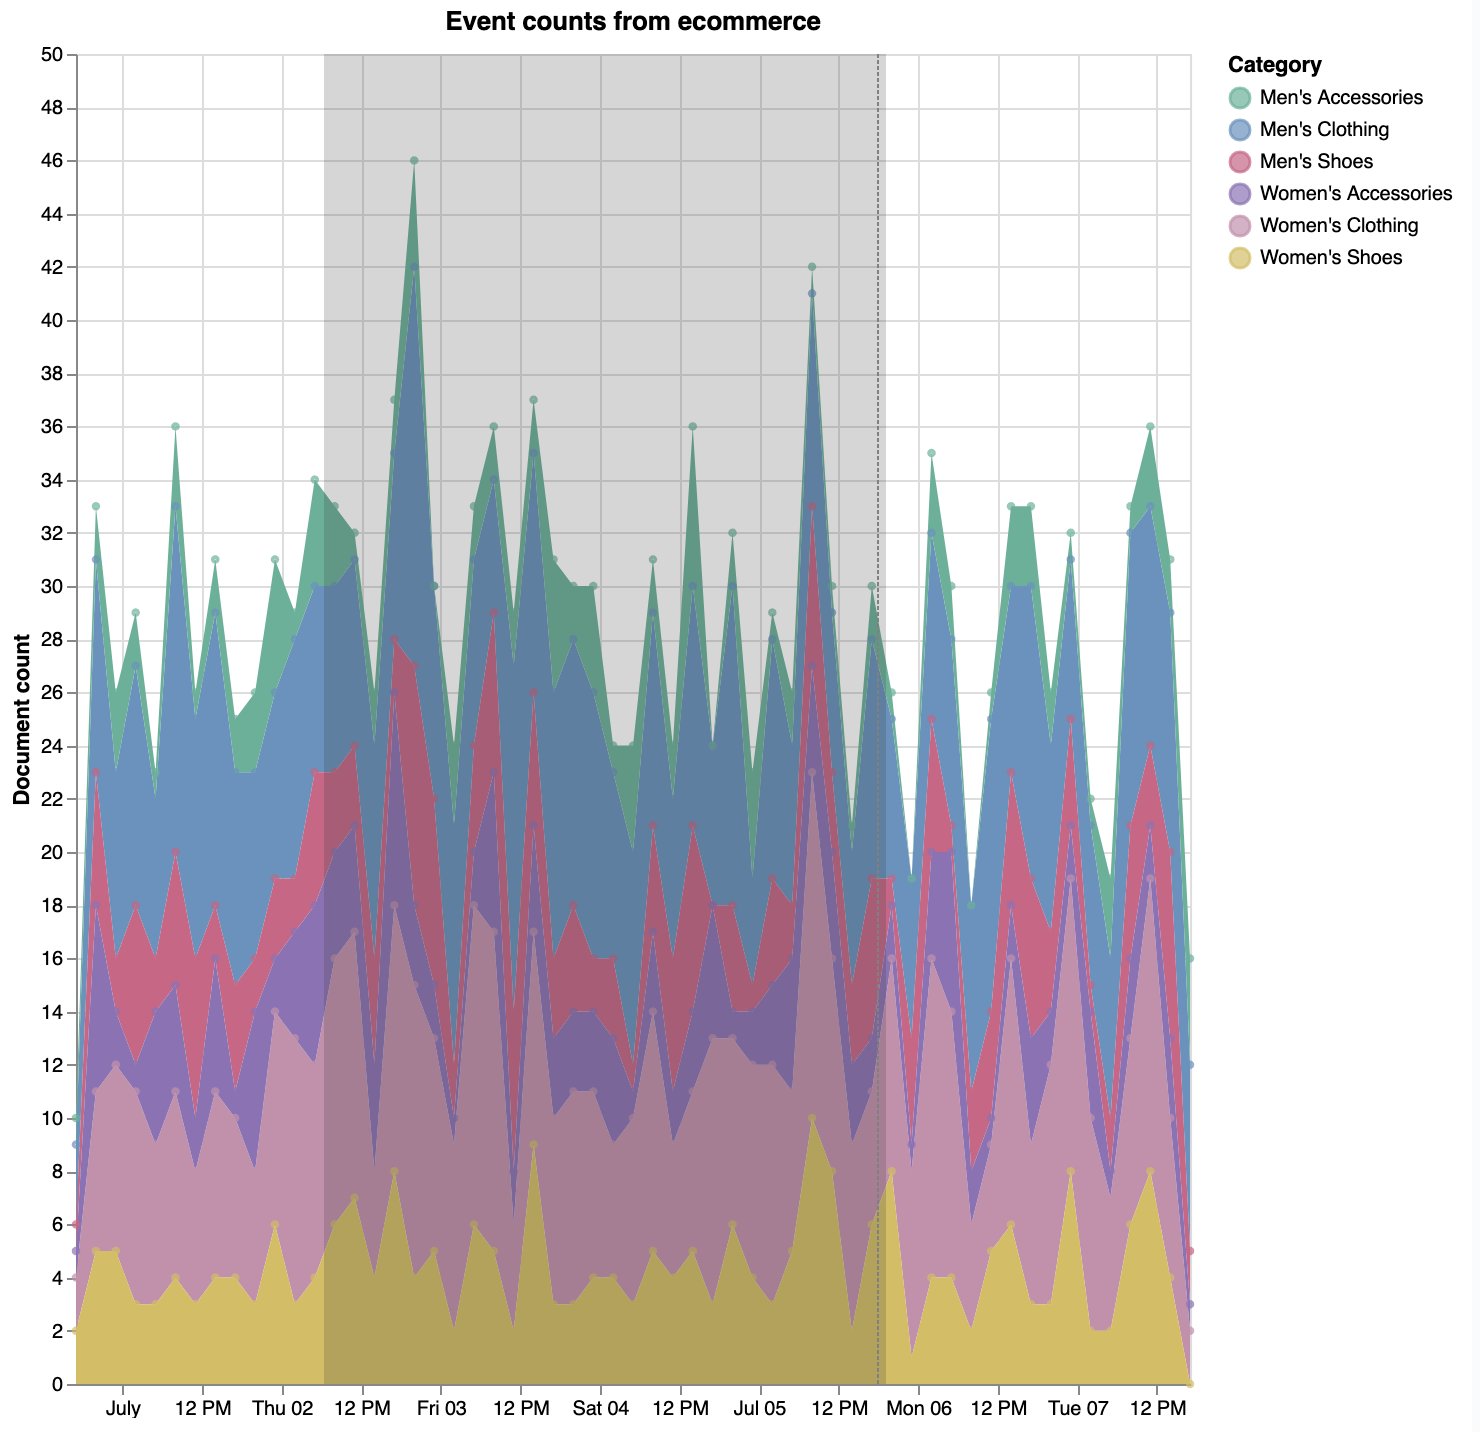 Event counts from ecommerce
Category
Men's Accessories
Men's Clothing
Men's Shoes
Women's Accessories
Women's Clothing
Women's Shoes
Document count
50
48
46
44
42
40
38
36
34
32
30
28
26
24
22
20
18
16
14
12
10
8
6
4
2
0
July 12 PM Thu 02 12 PM Fri 03 12 PM Sat 04 12 PM Jul 05 12 PM Mon 06 12 PM Tue 07 12 PM